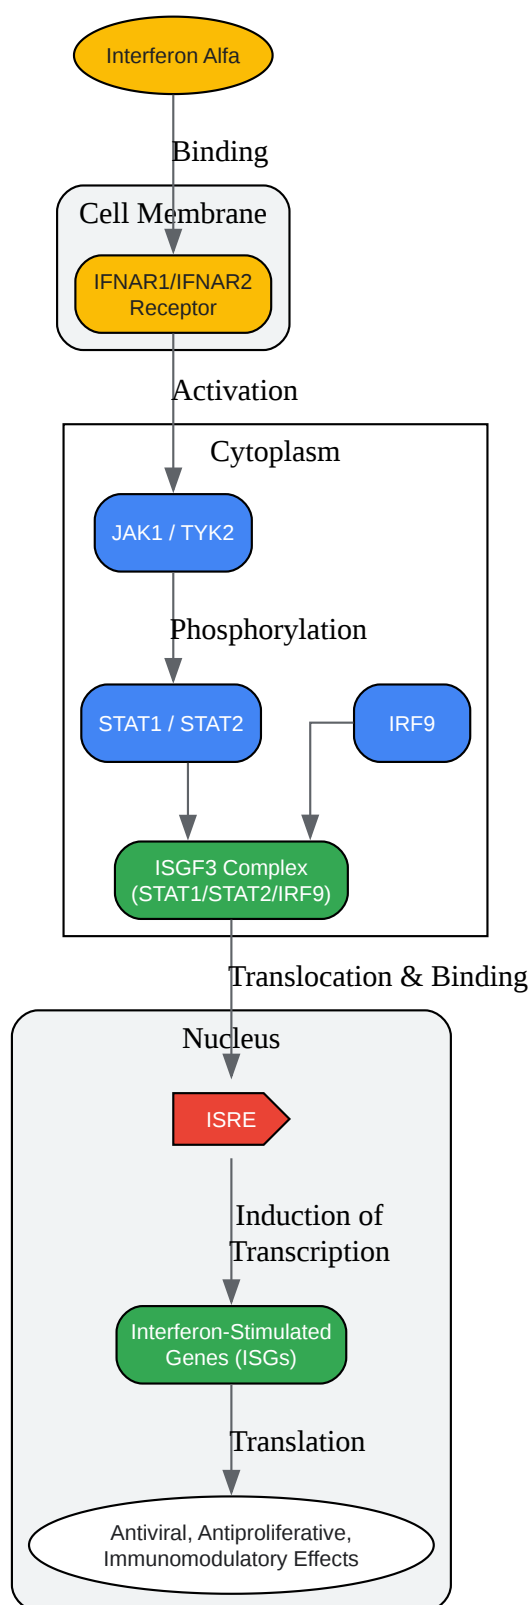 Interferon Alfa
Binding
Cell Membrane
IFNAR1/IFNAR2
Receptor
Activation
Cytoplasm
JAK1 / TYK2
Phosphorylation
STAT1 / STAT2
IRF9
ISGF3 Complex
(STAT1/STAT2/IRF9)
Translocation & Binding
Nucleus
ISRE
Induction of
Transcription
Interferon-Stimulated
Genes (ISGs)
Translation
Antiviral, Antiproliferative,
Immunomodulatory Effects